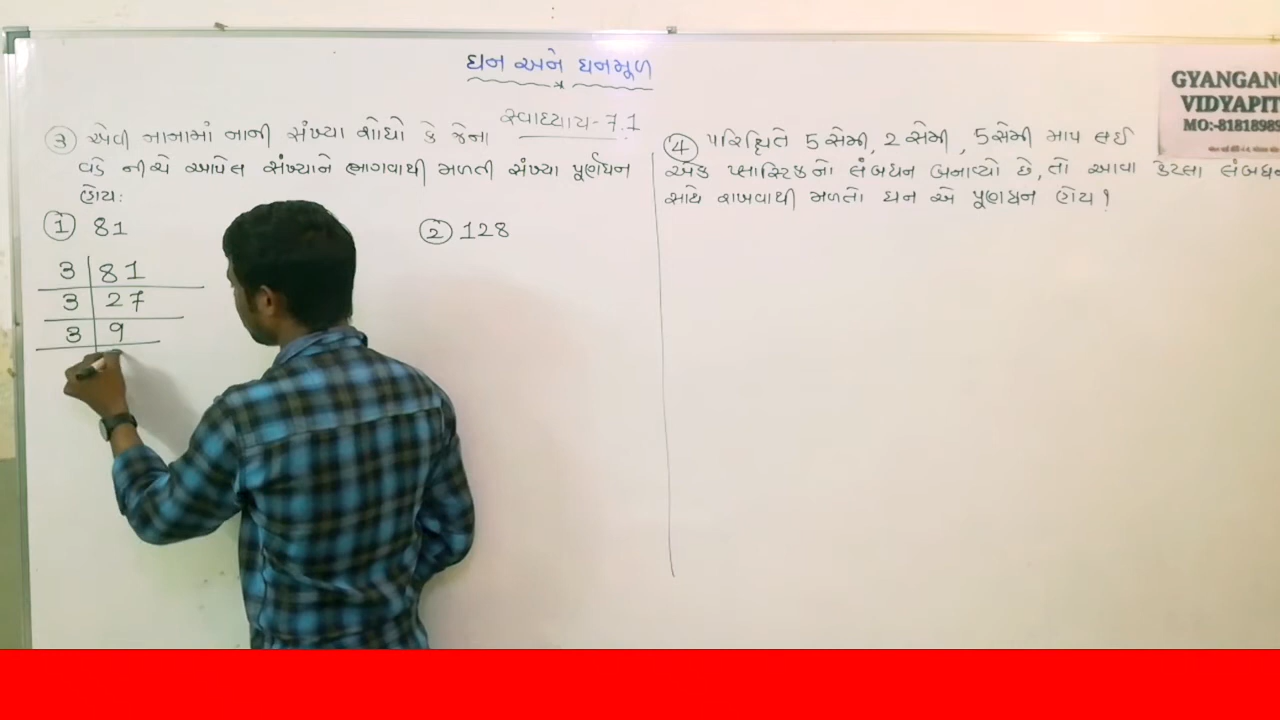 ઘન અને ઘનમૂળ
સ્વાધ્યાય-7.1
③ એવી નાનામાં નાની સંખ્યા શોધો કે જેના
વડે નીચે આપેલ સંખ્યાને ભાગવાથી મળતી સંખ્યા પૂર્ણઘન
હોય:
① 81
② 128
3 81
3 27
3 9
④ પરિક્ષિતે 5 સેમી, 2 સેમી, 5 સેમી માપ લઈ
એક પ્લાસ્ટિકનો લંબઘન બનાવ્યો છે, તો આવા કેટલા લંબઘન
સાથે રાખવાથી મળતો ઘન એ પૂર્ણઘન હોય!
GYANGANG
VIDYAPIT
MO:-8181898